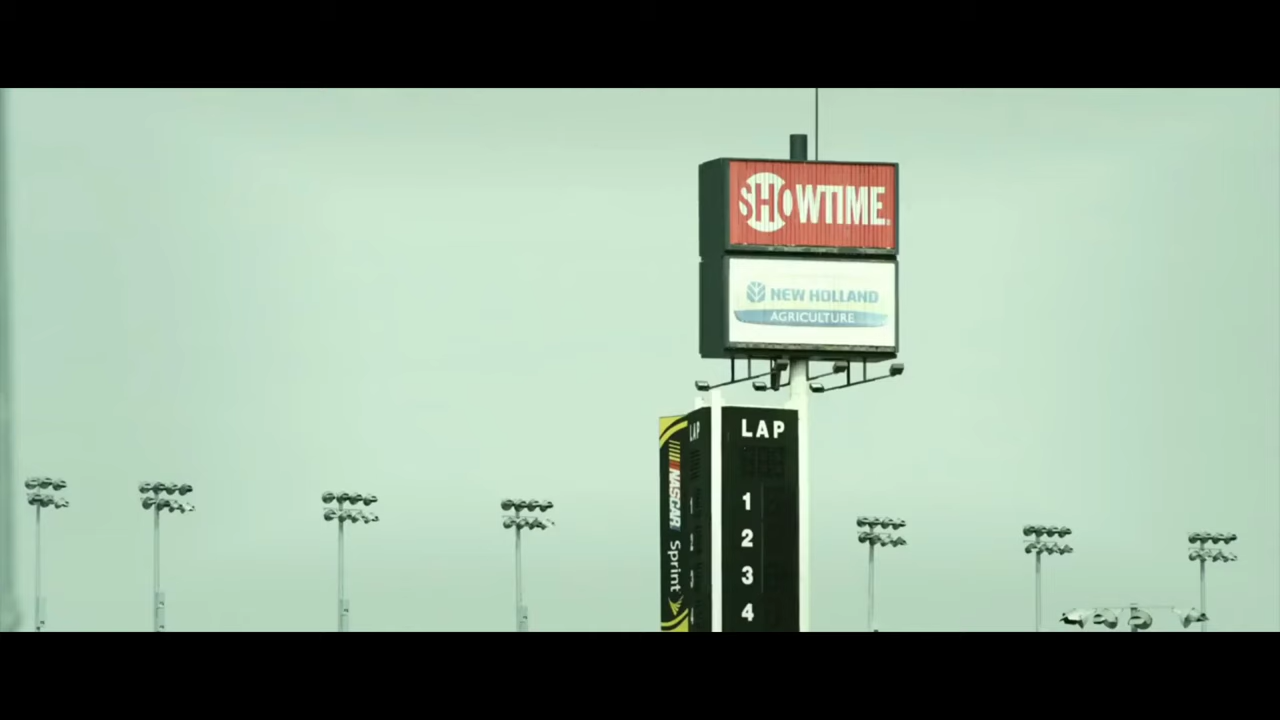 SHOWTIME
NEW HOLLAND
AGRICULTURE
LAP
LAP
NASCAR
Sprint
1
2
3
4